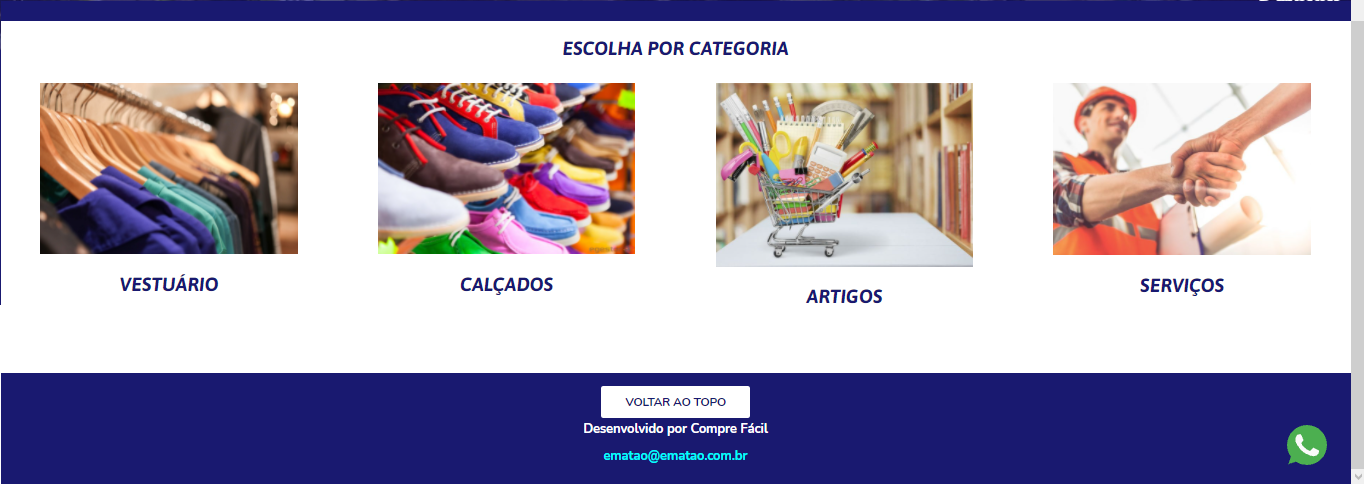 ESCOLHA POR CATEGORIA
VESTUÁRIO
CALÇADOS
ARTIGOS
SERVIÇOS
VOLTAR AO TOPO
Desenvolvido por Compre Fácil
ematao@ematao.com.br